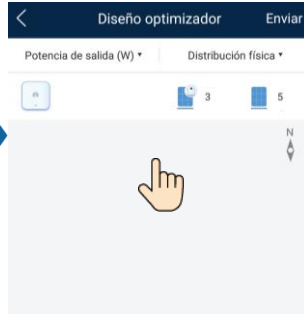 Diseño optimizador Enviar
Potencia de salida (W) Distribución física
3 5
N